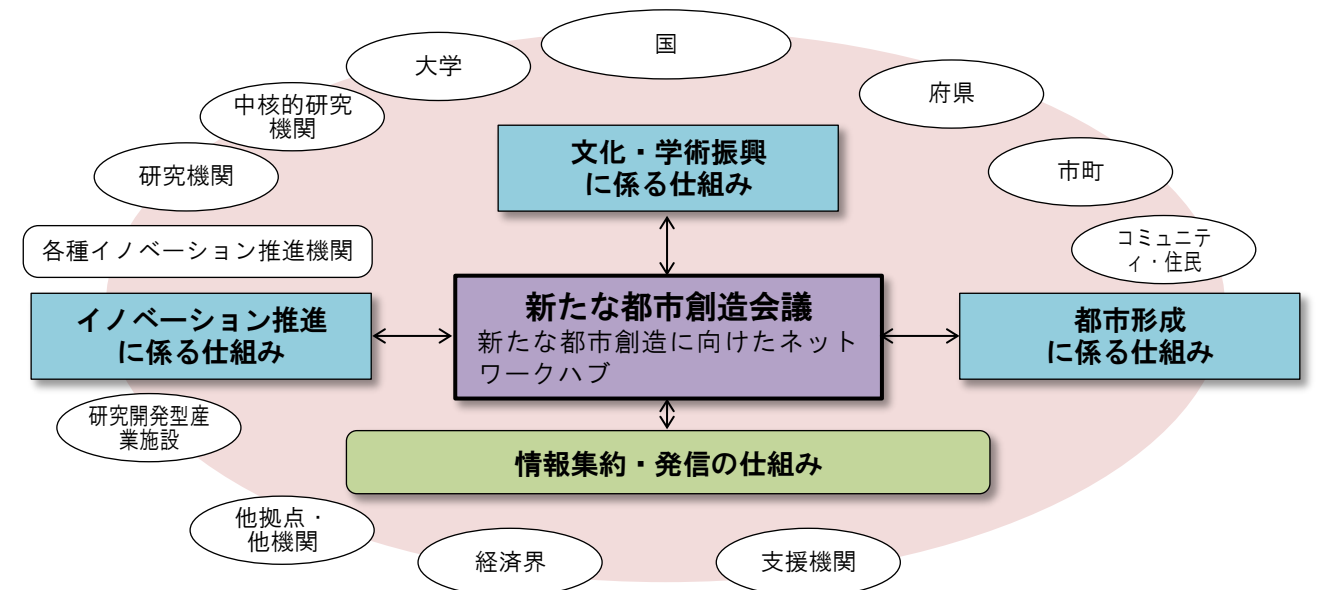 国
大学
府県
中核的研究
機関
文化・学術振興
に係る仕組み
市町
研究機関
コミュニテ
ィ・住民
各種イノベーション推進機関
イノベーション推進
に係る仕組み
新たな都市創造会議
新たな都市創造に向けたネット
ワークハブ
都市形成
に係る仕組み
研究開発型産
業施設
情報集約・発信の仕組み
他拠点・
他機関
経済界
支援機関